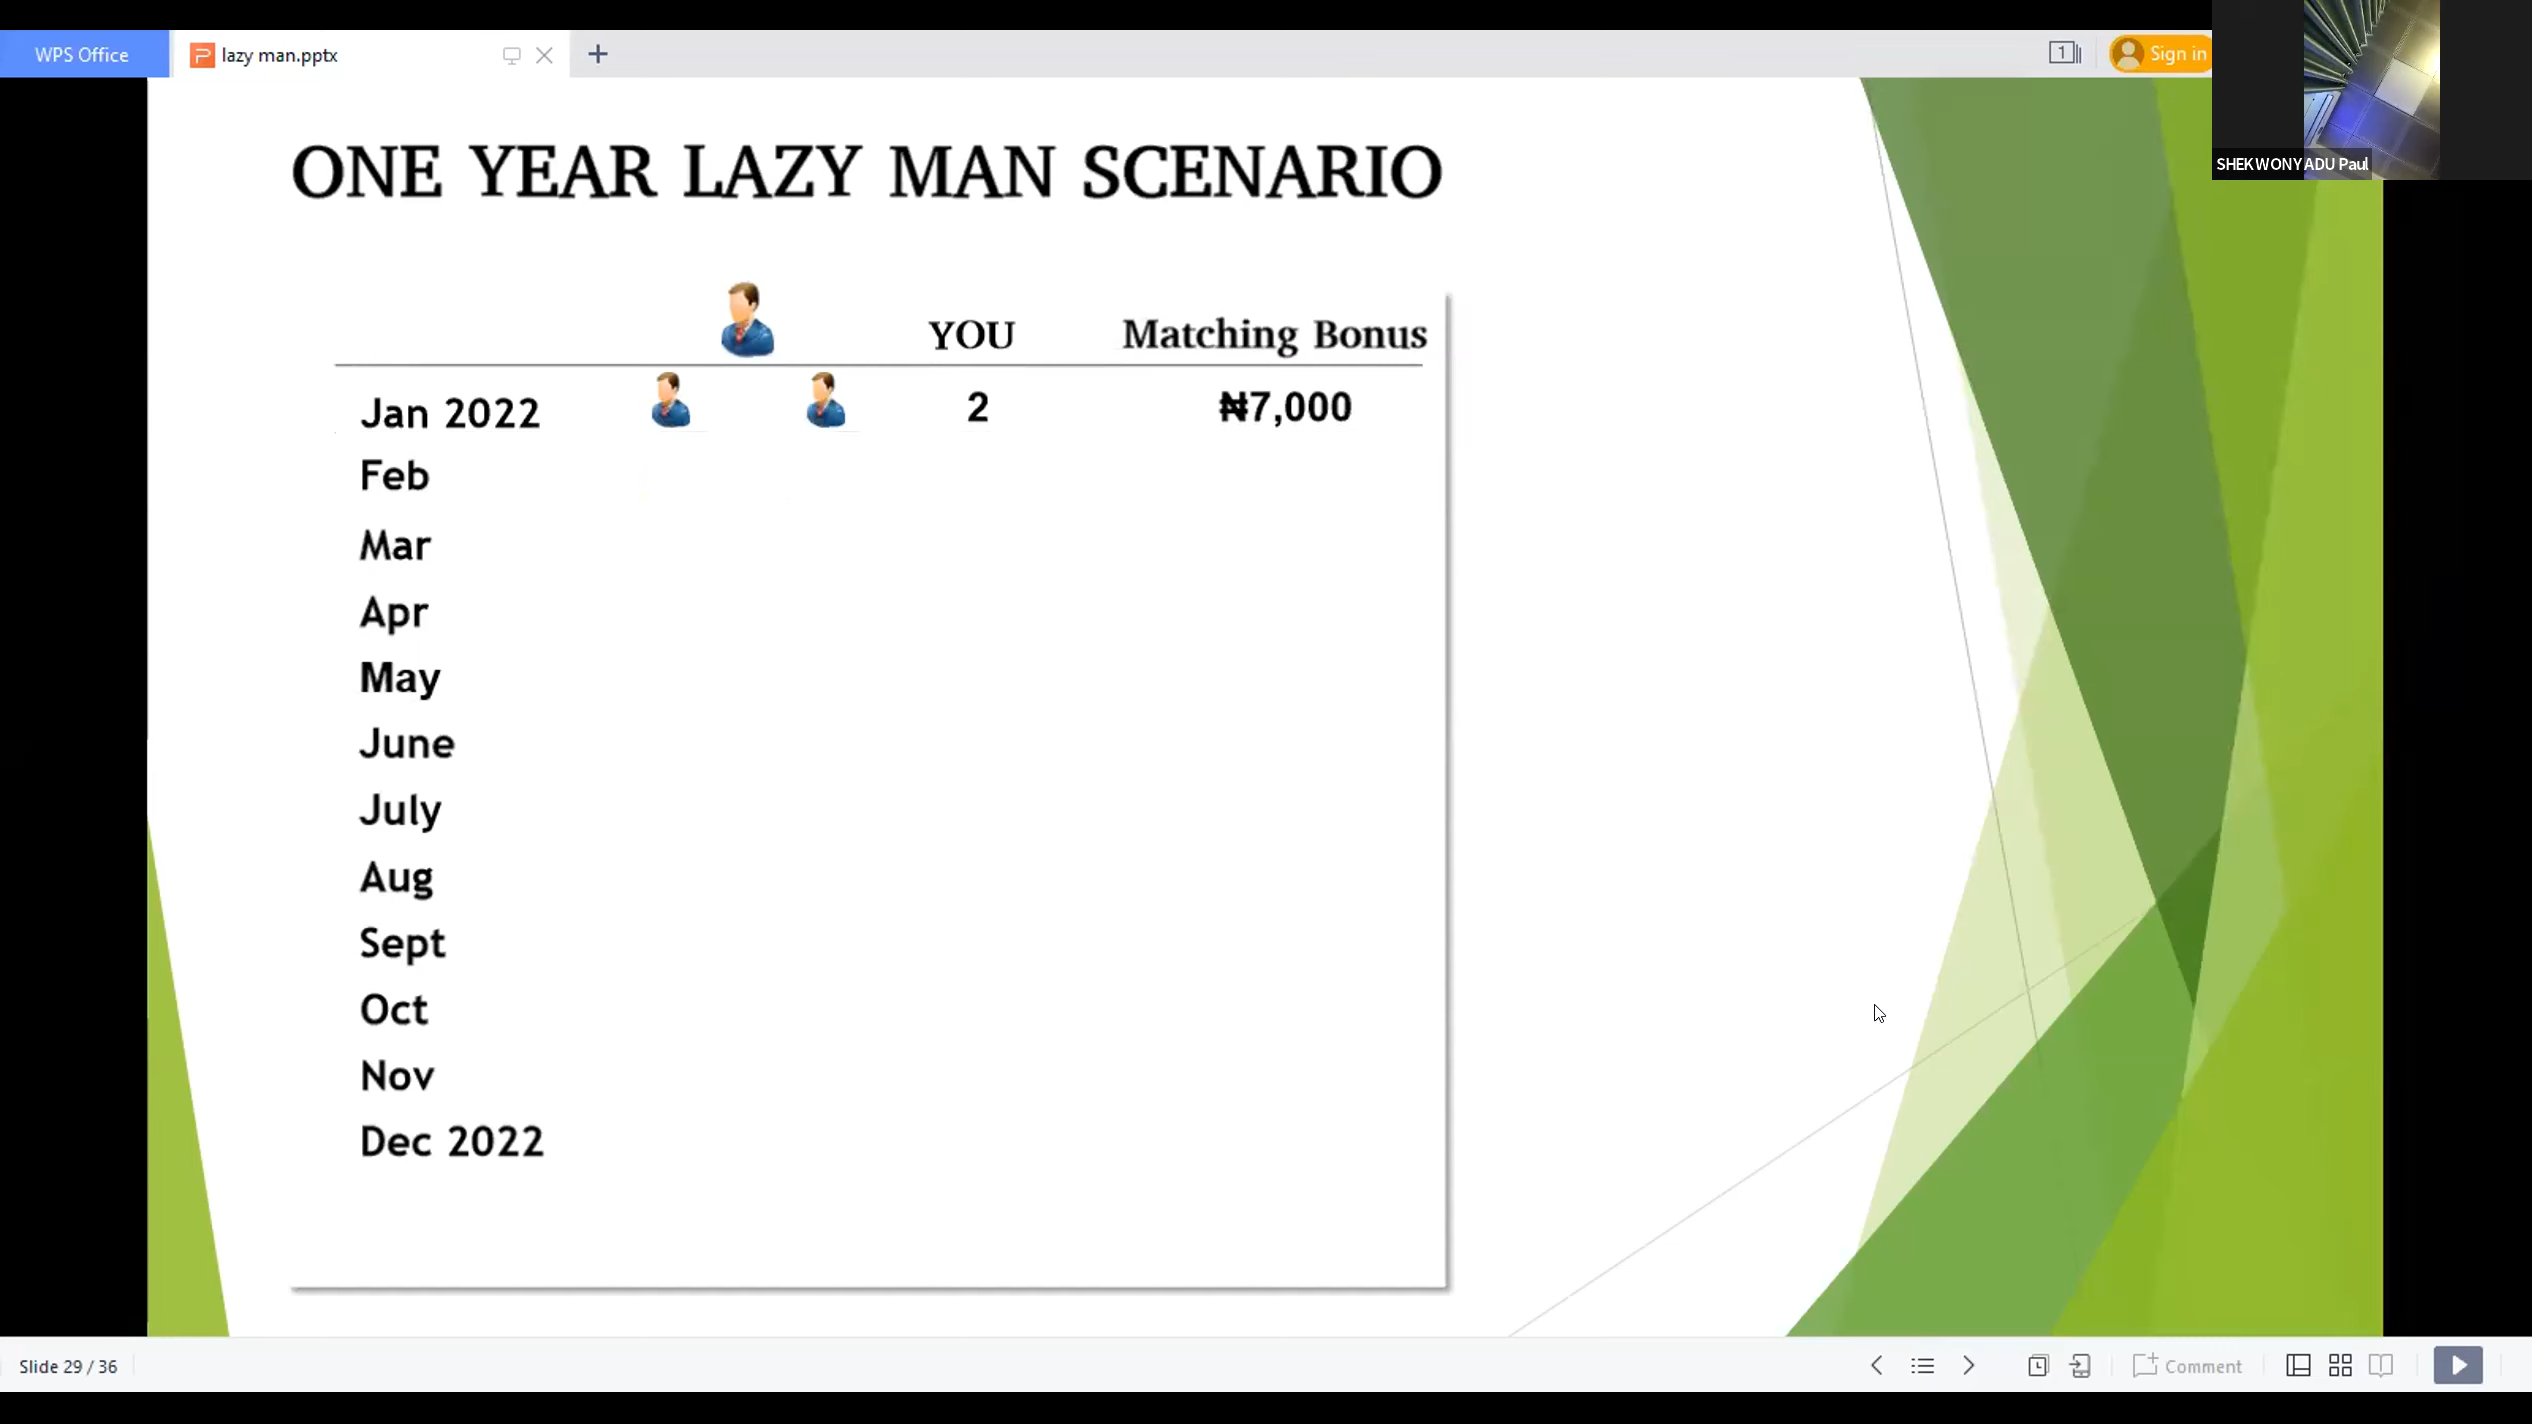 WPS Office
lazy man.pptx
1
Sign in
SHEKWONYADU Paul
ONE YEAR LAZY MAN SCENARIO
YOU Matching Bonus
Jan 2022 2 ₦7,000
Feb
Mar
Apr
May
June
July
Aug
Sept
Oct
Nov
Dec 2022
Slide 29 / 36
Comment